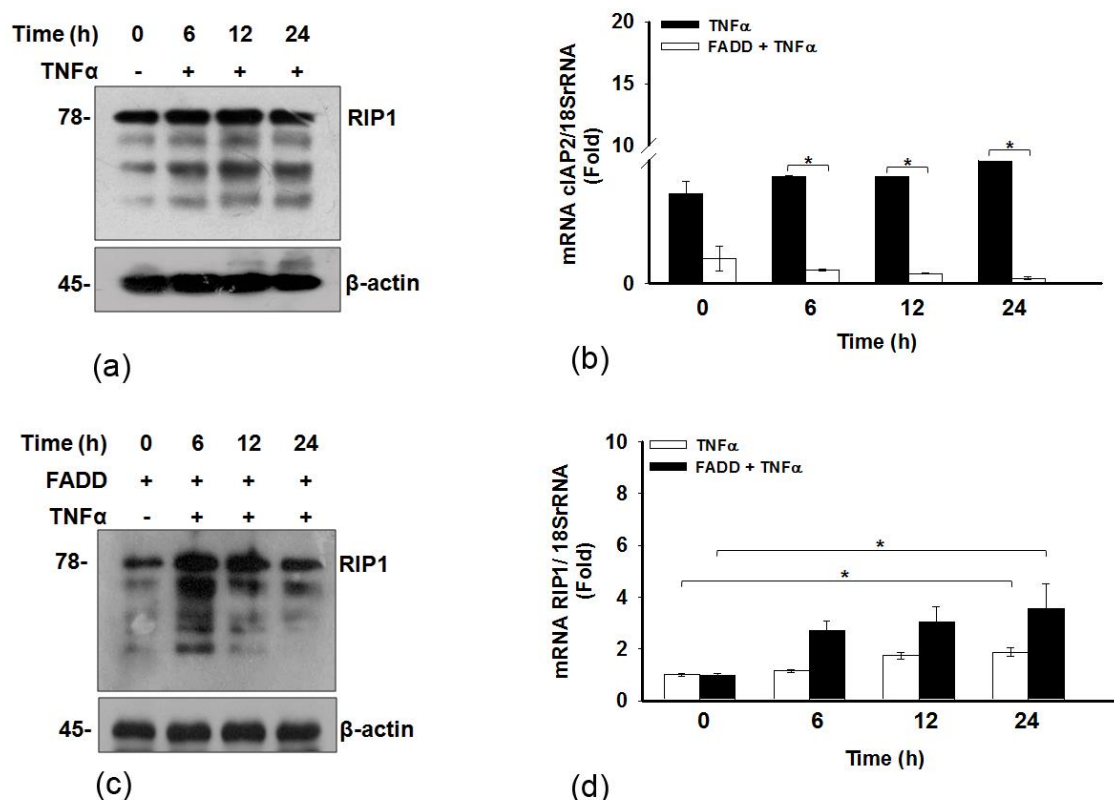 Time (h) 0 6 12 24
TNFα - + + +
78- RIP1
45- β-actin
(a)
TNFα
FADD + TNFα
mRNA cIAP2/18SrRNA
(Fold)
20
15
10
0
* * *
0 6 12 24
Time (h)
(b)
Time (h) 0 6 12 24
FADD + + + +
TNFα - + + +
78- RIP1
45- β-actin
(c)
TNFα
FADD + TNFα
mRNA RIP1/ 18SrRNA
(Fold)
10
8
6
4
2
0
*
*
0 6 12 24
Time (h)
(d)